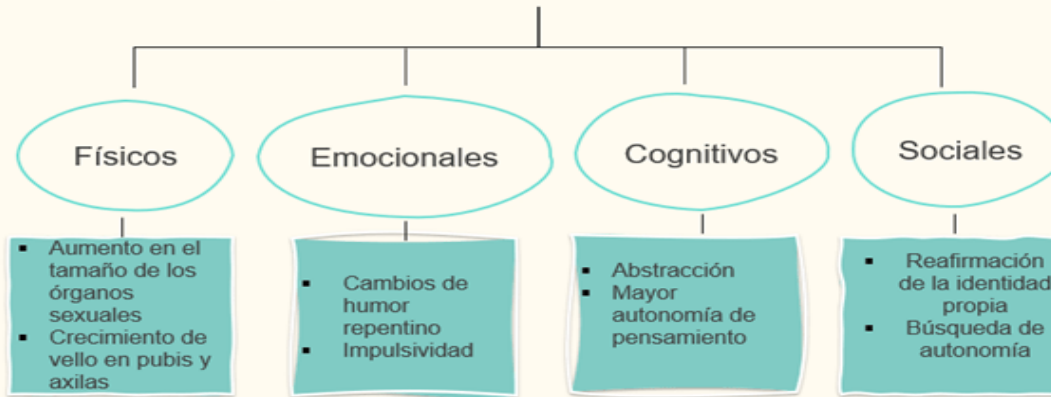 Físicos
Emocionales
Cognitivos
Sociales
▪ Aumento en el
tamaño de los
órganos
sexuales
▪ Crecimiento de
vello en pubis y
axilas
▪ Cambios de
humor
repentino
▪ Impulsividad
▪ Abstracción
▪ Mayor
autonomía de
pensamiento
▪ Reafirmación
de la identidad
propia
▪ Búsqueda de
autonomía